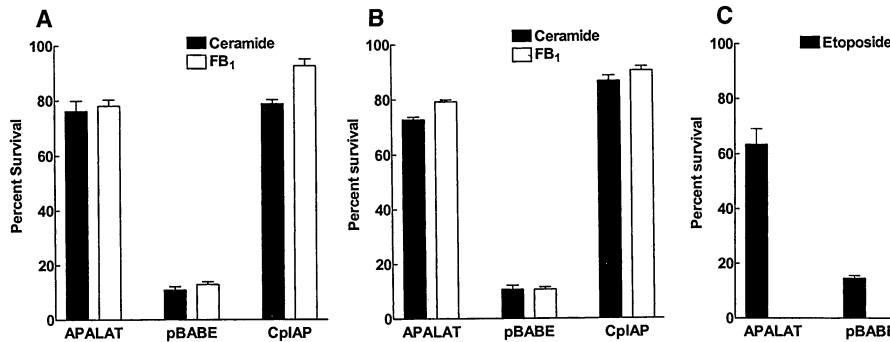 A
Percent Survival
100
80
60
40
20
0
Ceramide
FB1
APALAT pBABE CpIAP
B
Percent survival
100
80
60
40
20
0
Ceramide
FB1
APALAT pBABE CpIAP
C
Percent survival
100
80
60
40
20
0
Etoposide
APALAT pBABE